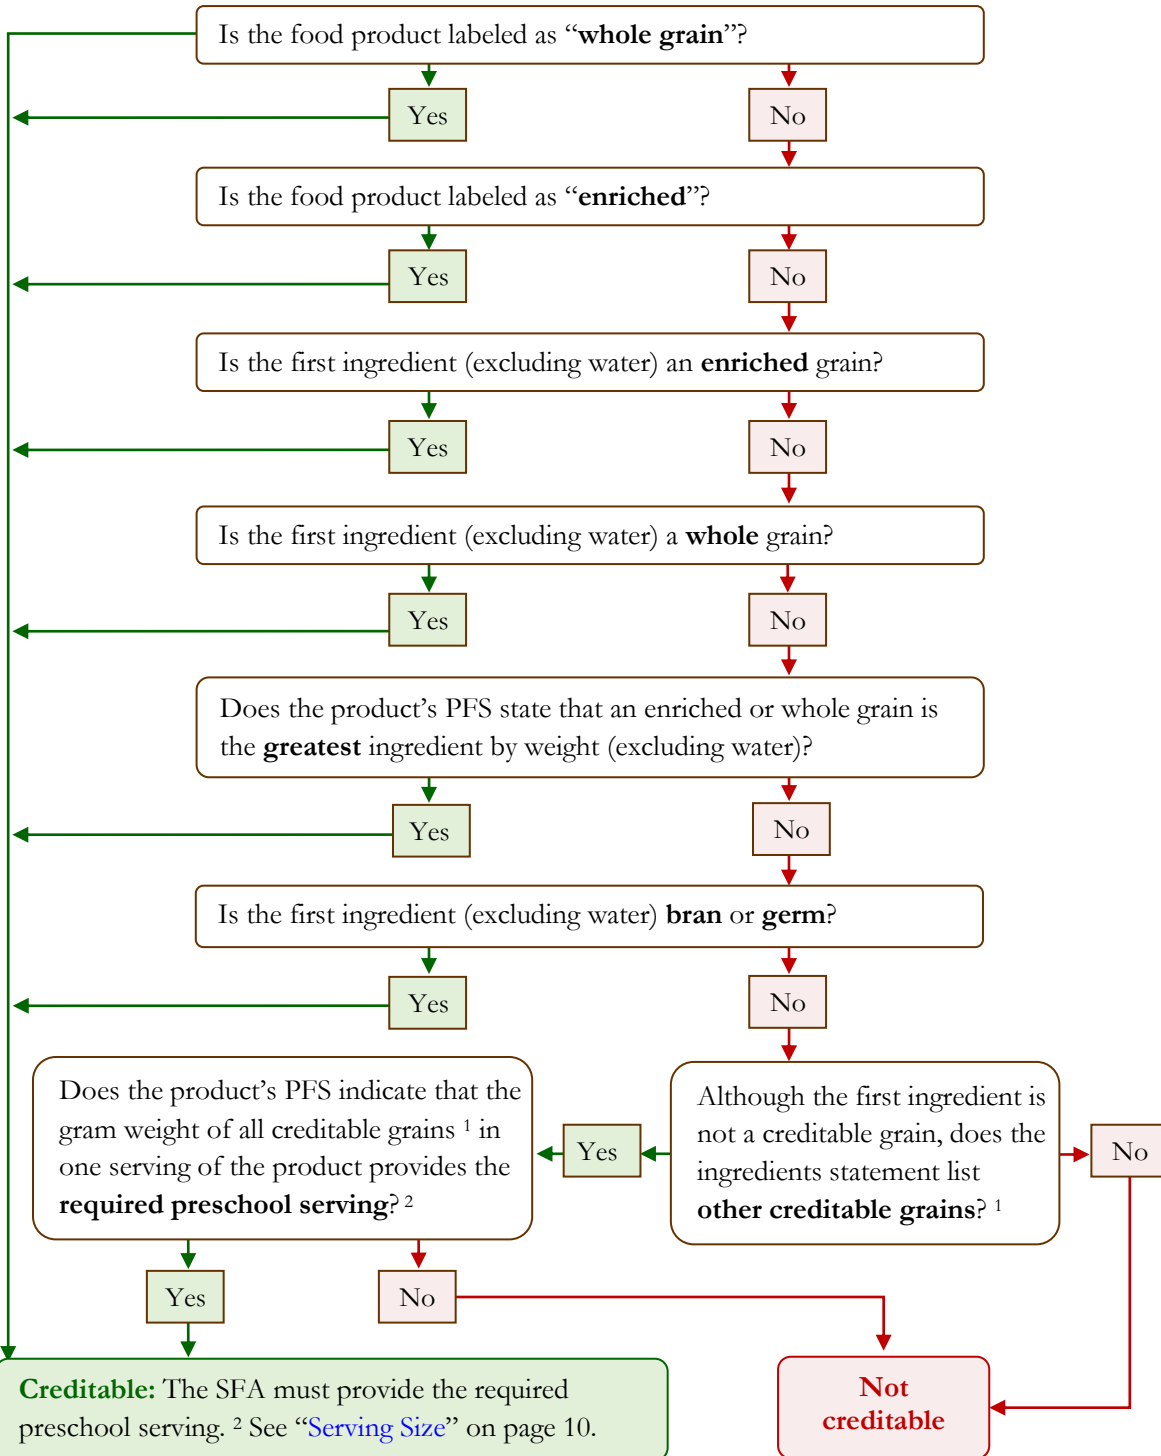 Is the food product labeled as “whole grain”?
Yes
No
Is the food product labeled as “enriched”?
Yes
No
Is the first ingredient (excluding water) an enriched grain?
Yes
No
Is the first ingredient (excluding water) a whole grain?
Yes
No
Does the product’s PFS state that an enriched or whole grain is
the greatest ingredient by weight (excluding water)?
Yes
No
Is the first ingredient (excluding water) bran or germ?
Yes
No
Does the product’s PFS indicate that the
gram weight of all creditable grains 1 in
one serving of the product provides the
required preschool serving? 2
Yes
Although the first ingredient is
not a creditable grain, does the
ingredients statement list
other creditable grains? 1
No
Yes
No
Creditable: The SFA must provide the required
preschool serving. 2 See “Serving Size” on page 10.
Not
creditable